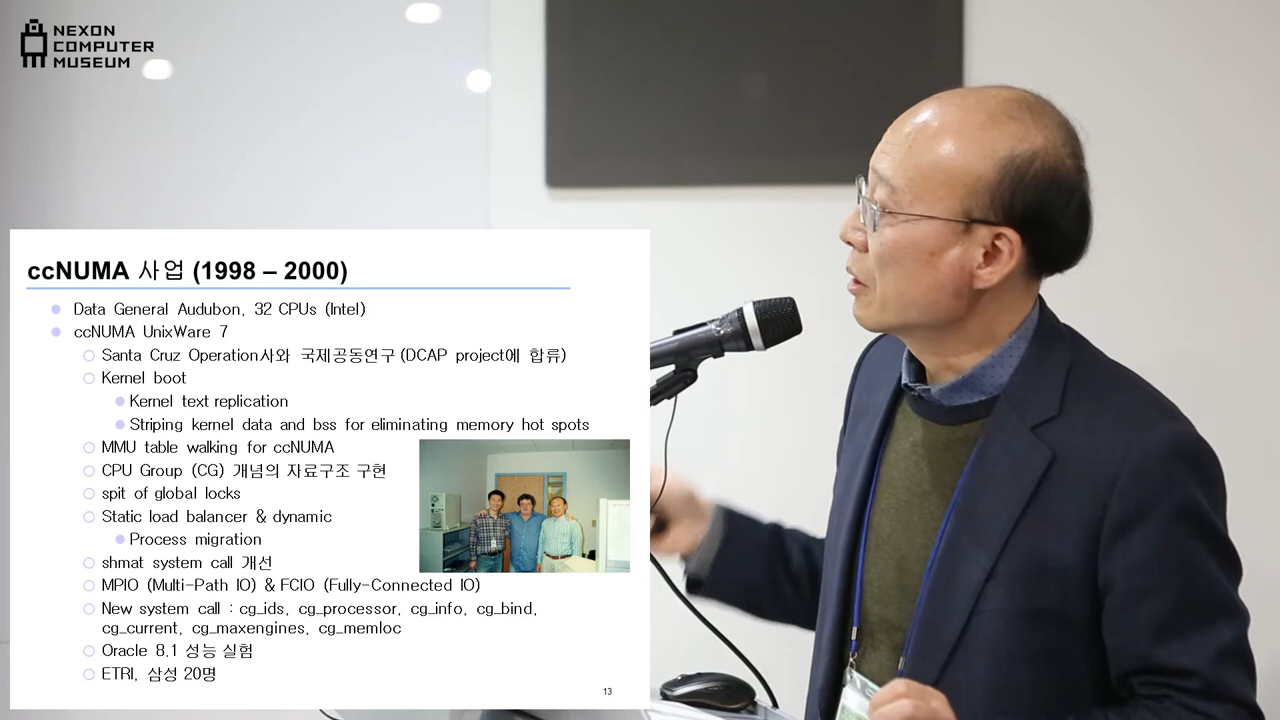 NEXON
COMPUTER
MUSEUM
ccNUMA 사업 (1998 – 2000)
Data General Audubon, 32 CPUs (Intel)
ccNUMA UnixWare 7
Santa Cruz Operation사와 국제공동연구 (DCAP project에 합류)
Kernel boot
Kernel text replication
Striping kernel data and bss for eliminating memory hot spots
MMU table walking for ccNUMA
CPU Group (CG) 개념의 자료구조 구현
spit of global locks
Static load balancer & dynamic
Process migration
shmat system call 개선
MPIO (Multi-Path IO) & FCIO (Fully-Connected IO)
New system call : cg_ids, cg_processor, cg_info, cg_bind,
cg_current, cg_maxengines, cg_memloc
Oracle 8.1 성능 실험
ETRI, 삼성 20명
13